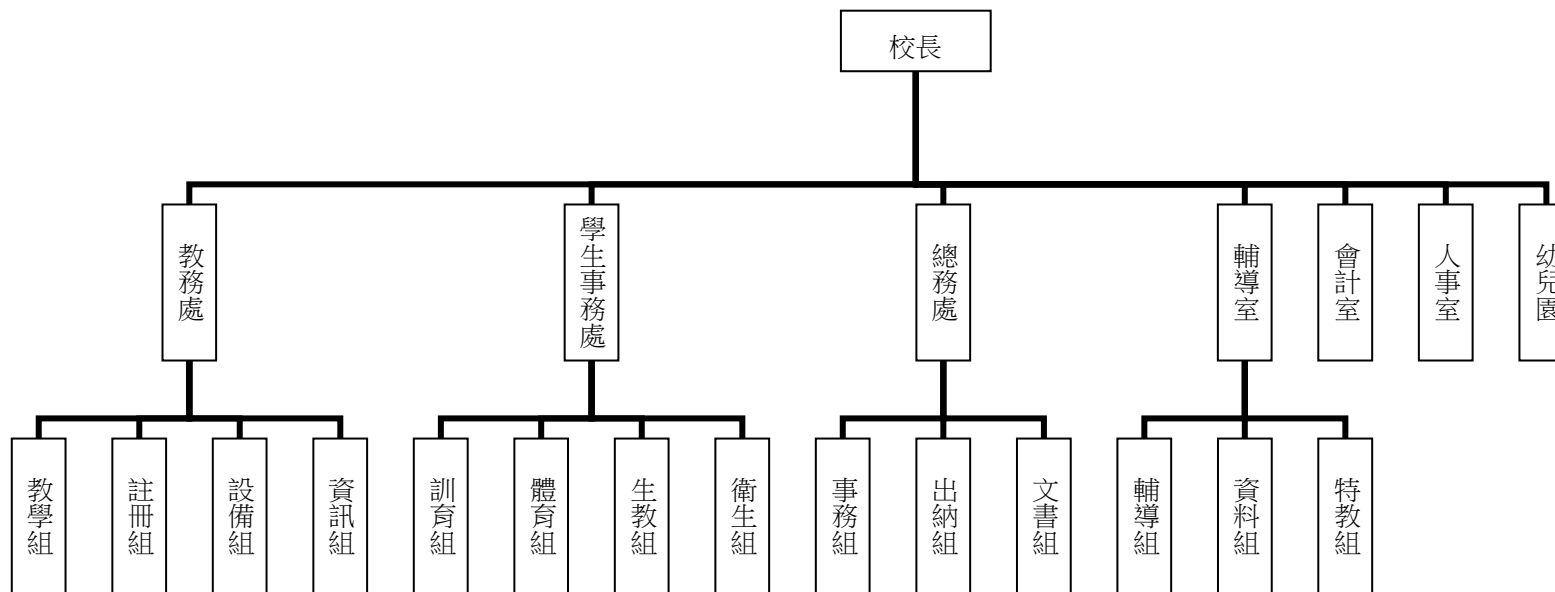 校長
教務處
學生事務處
總務處
輔導室
會計室
人事室
幼兒園
教學組
註冊組
設備組
資訊組
訓育組
體育組
生教組
衛生組
事務組
出納組
文書組
輔導組
資料組
特教組